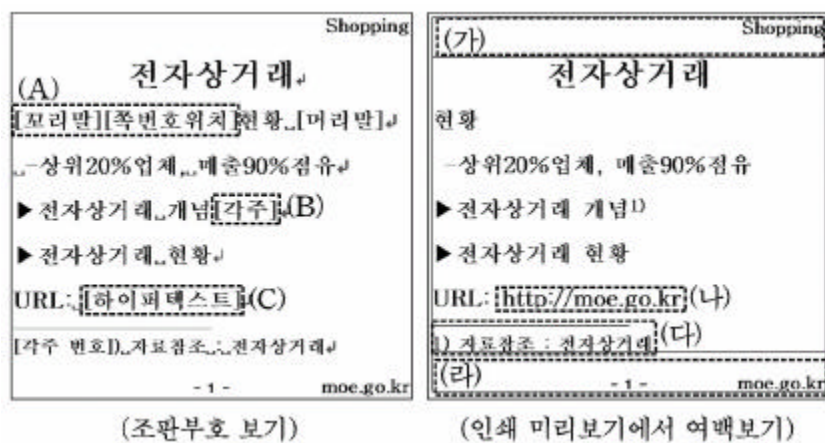 Shopping
(A)
전자상거래↲
[꼬리말][쪽번호위치]현황␣[머리말]↲
␣-상위20%업체,␣매출90%점유↲
▶전자상거래␣개념[각주]↲(B)
▶전자상거래␣현황↲
URL:␣[하이퍼텍스트]↲(C)
[각주 번호])␣자료참조␣:␣전자상거래↲
- 1 -
moe.go.kr
(조판부호 보기)
(가)
Shopping
전자상거래
현황
-상위20%업체, 매출90%점유
▶전자상거래 개념1)
▶전자상거래 현황
URL: http://moe.go.kr (나)
1) 자료참조 : 전자상거래 (다)
(라)
- 1 -
moe.go.kr
(인쇄 미리보기에서 여백보기)